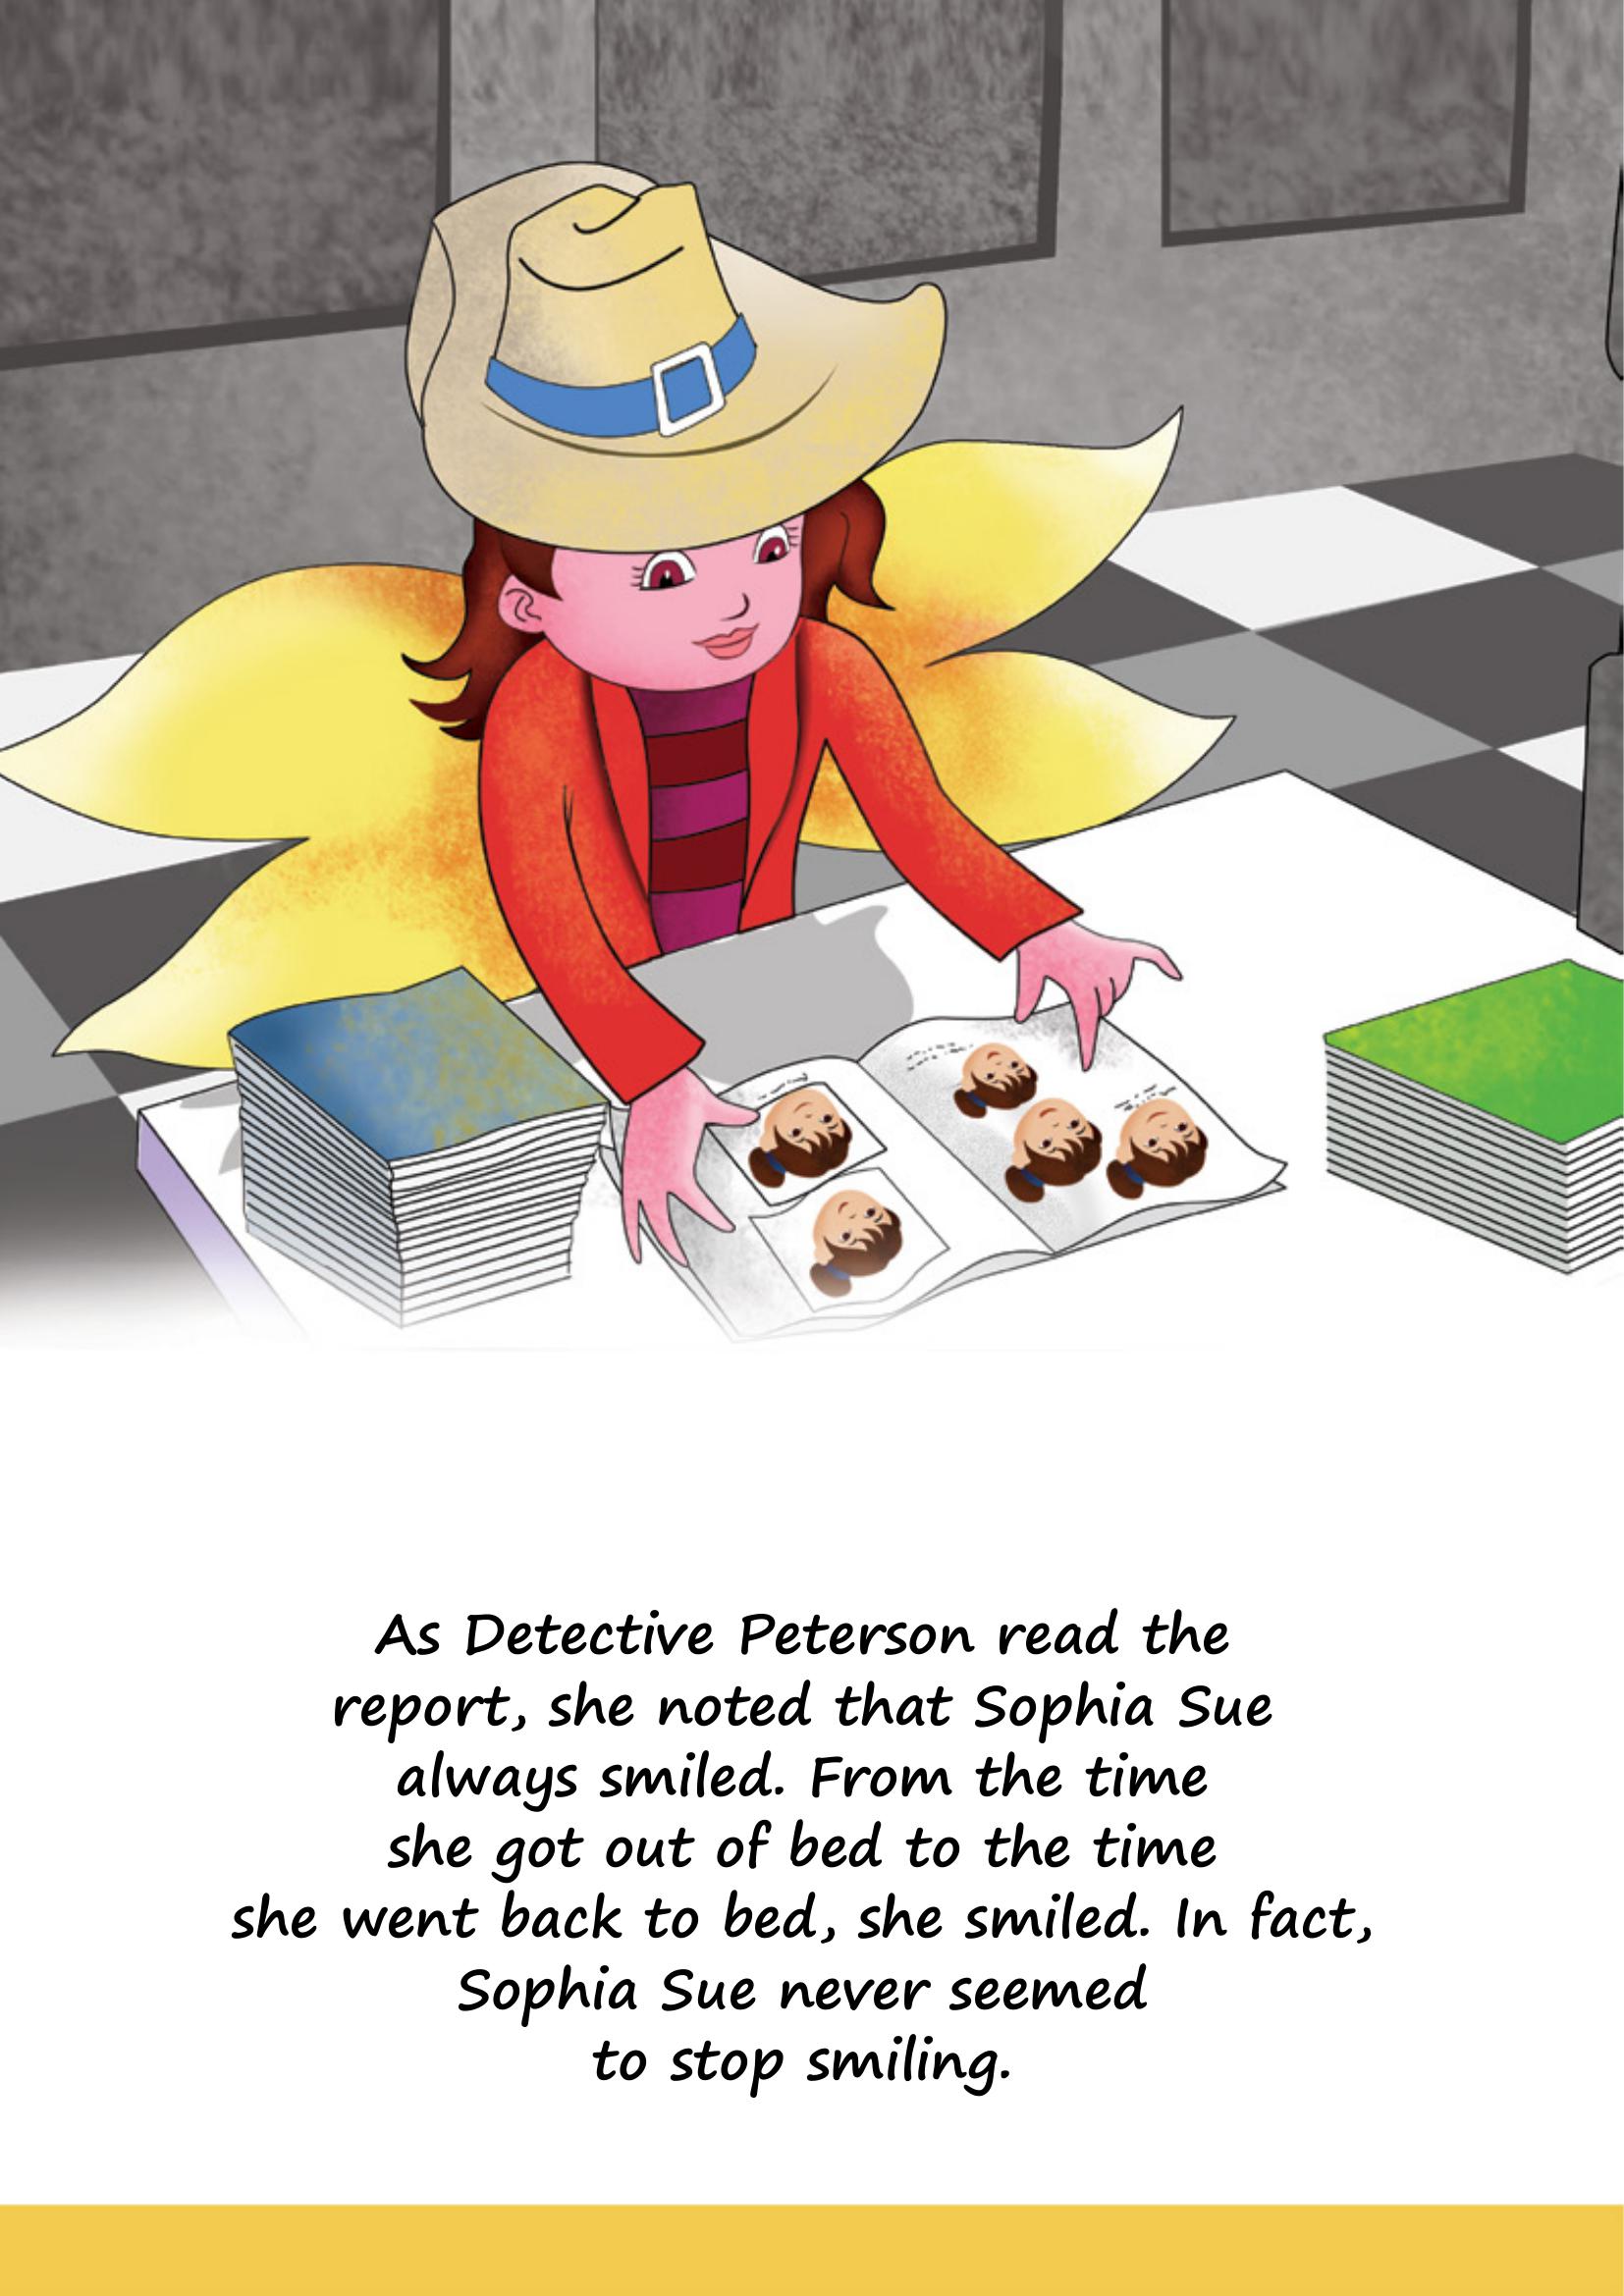 As Detective Peterson read the
report, she noted that Sophia Sue
always smiled. From the time
she got out of bed to the time
she went back to bed, she smiled. In fact,
Sophia Sue never seemed
to stop smiling.